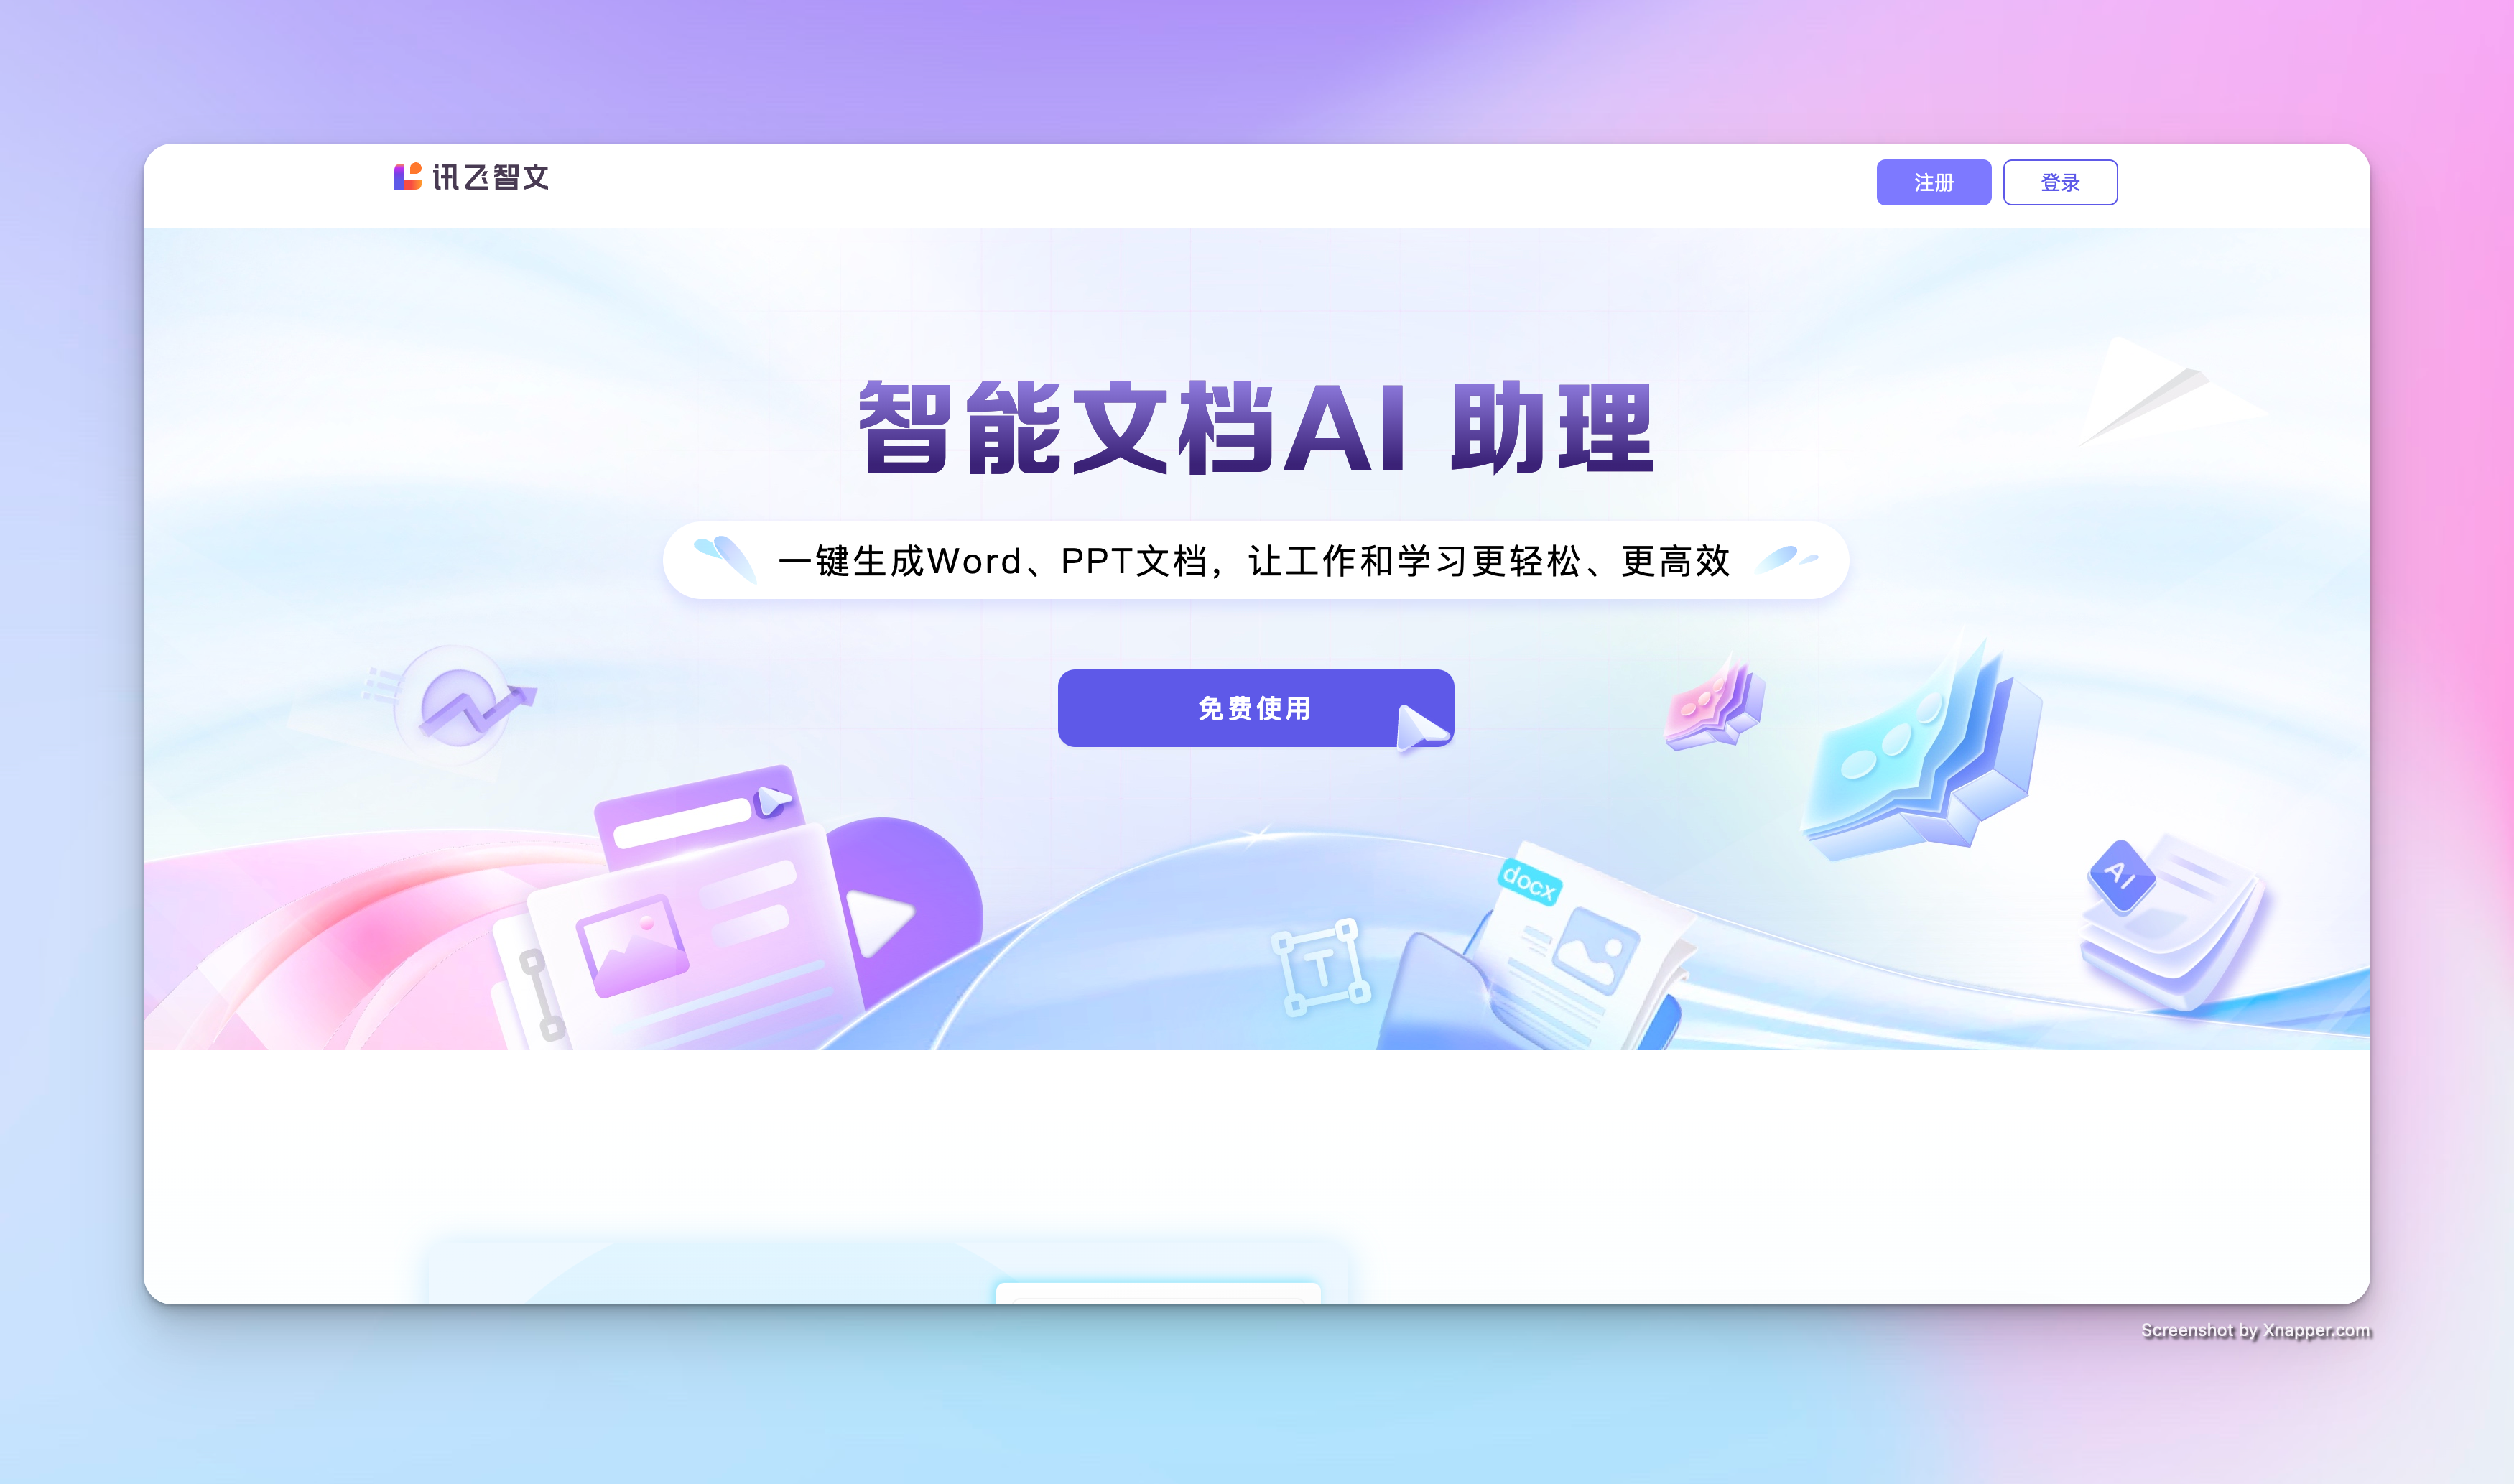 讯飞智文
注册
登录
智能文档AI 助理
一键生成Word、PPT文档，让工作和学习更轻松、更高效
免费使用
docx
T
AI
Screenshot by Xnapper.com